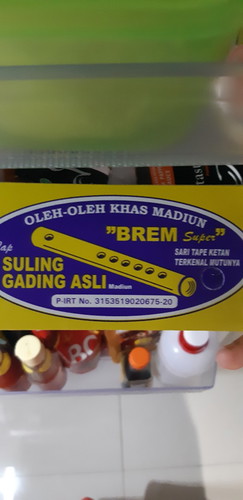 OLEH-OLEH KHAS MADIUN
"BREM Super"
SARI TAPE KETAN
TERKENAL MUTUNYA
SULING
GADING ASLI Madiun
P-IRT No. 3153519020675-20
ABC